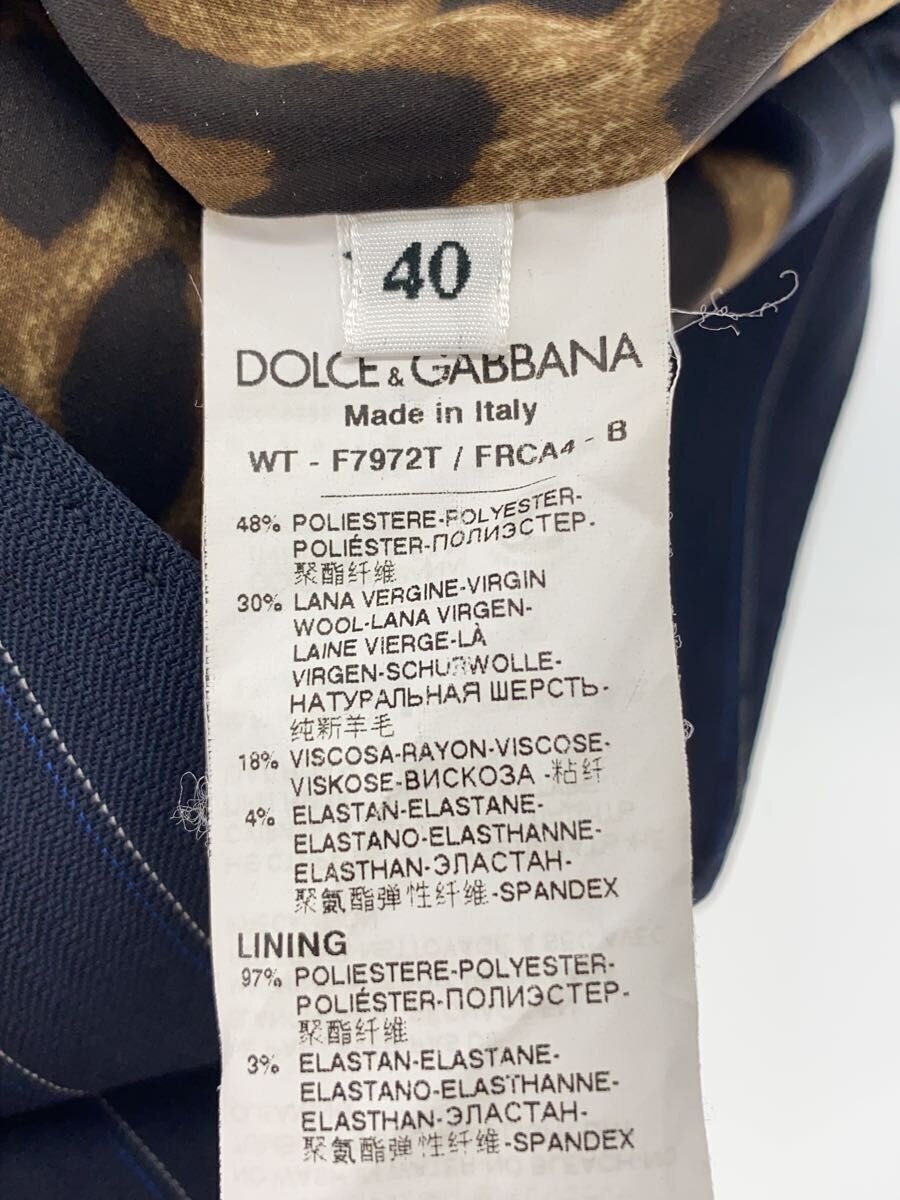 40
DOLCE & GABBANA
Made in Italy
WT - F7972T / FRCA4 - B
48% POLIESTERE-POLYESTER-
POLIÉSTER-ПОЛИЭСТЕР-
聚酯纤维
30% LANA VERGINE-VIRGIN
WOOL-LANA VIRGEN-
LAINE VIERGE-LÀ
VIRGEN-SCHURWOLLE-
НАТУРАЛЬНАЯ ШЕРСТЬ-
纯新羊毛
18% VISCOSA-RAYON-VISCOSE-
VISKOSE-ВИСКОЗА -粘纤
4% ELASTAN-ELASTANE-
ELASTANO-ELASTHANNE-
ELASTHAN-ЭЛАСТАН-
聚氨酯弹性纤维-SPANDEX
LINING
97% POLIESTERE-POLYESTER-
POLIÉSTER-ПОЛИЭСТЕР-
聚酯纤维
3% ELASTAN-ELASTANE-
ELASTANO-ELASTHANNE-
ELASTHAN-ЭЛАСТАН-
聚氨酯弹性纤维-SPANDEX